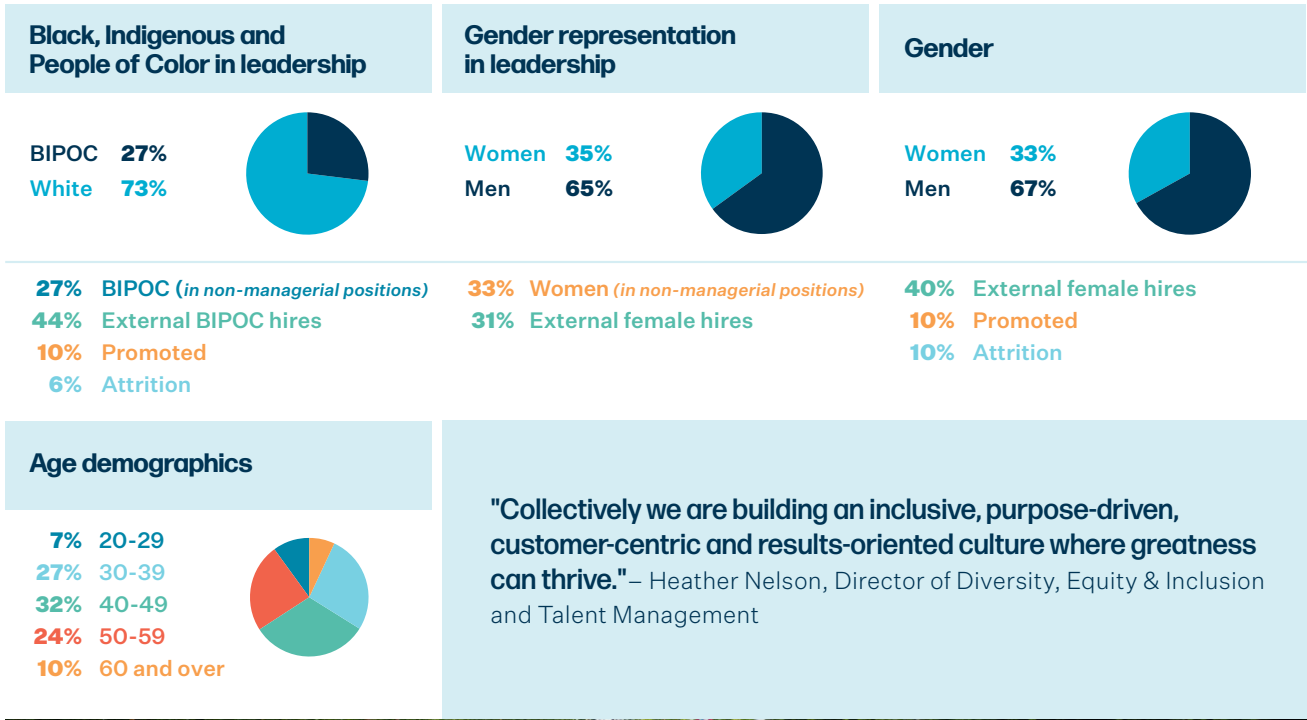 Black, Indigenous and
People of Color in leadership
BIPOC 27%
White 73%
27% BIPOC (in non-managerial positions)
44% External BIPOC hires
10% Promoted
6% Attrition
Gender representation
in leadership
Women 35%
Men 65%
33% Women (in non-managerial positions)
31% External female hires
Gender
Women 33%
Men 67%
40% External female hires
10% Promoted
10% Attrition
Age demographics
7% 20-29
27% 30-39
32% 40-49
24% 50-59
10% 60 and over
"Collectively we are building an inclusive, purpose-driven,
customer-centric and results-oriented culture where greatness
can thrive."– Heather Nelson, Director of Diversity, Equity & Inclusion
and Talent Management